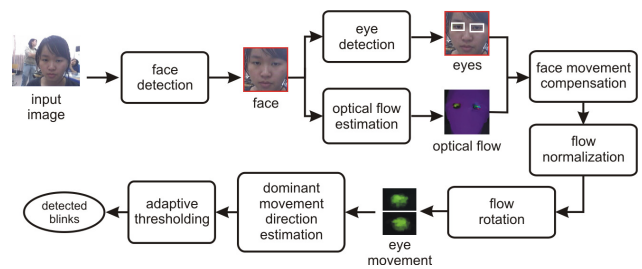 input
image
face
detection
face
eye
detection
eyes
optical flow
estimation
optical flow
face movement
compensation
flow
normalization
flow
rotation
eye
movement
dominant
movement
direction
estimation
adaptive
thresholding
detected
blinks